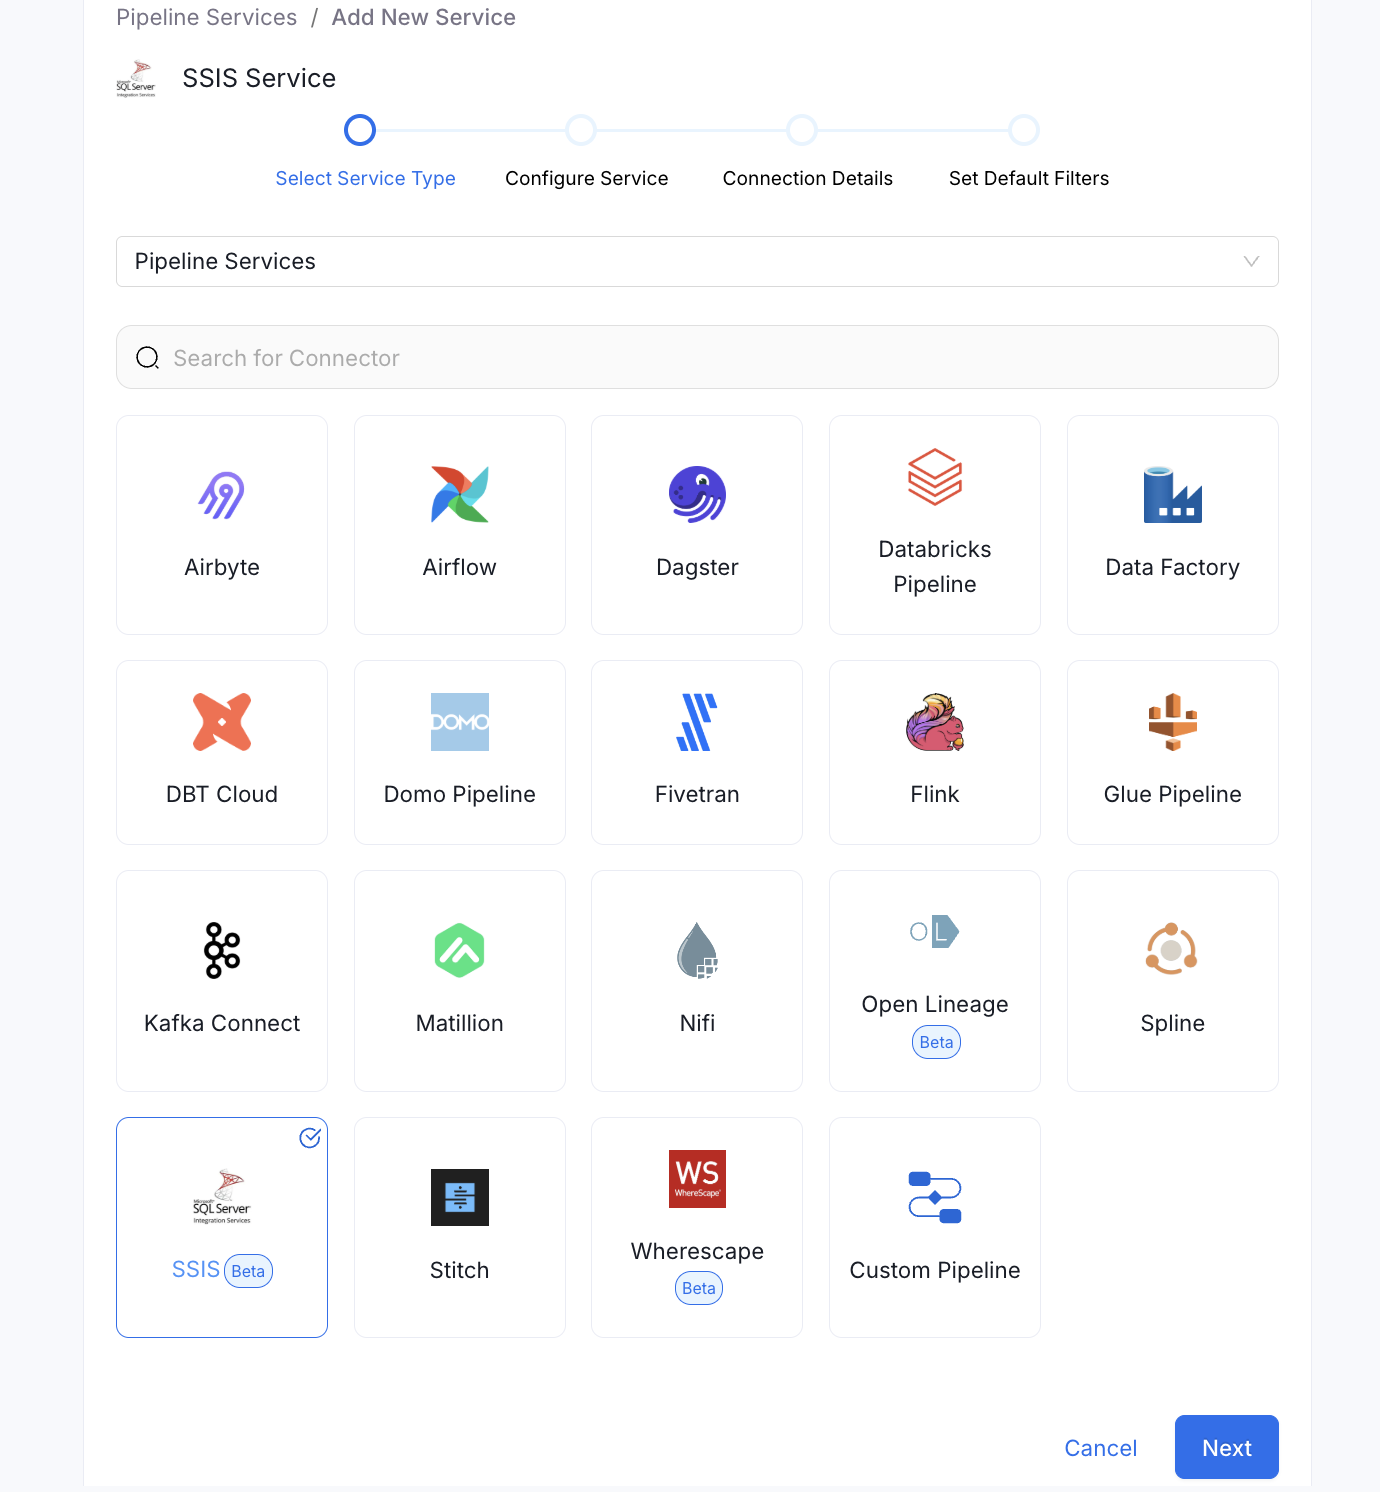 Pipeline Services / Add New Service
Microsoft
SQL Server
Integration Services
SSIS Service
Select Service Type
Configure Service
Connection Details
Set Default Filters
Pipeline Services
Search for Connector
Airbyte
Airflow
Dagster
Databricks
Pipeline
Data Factory
DBT Cloud
DOMO
Domo Pipeline
Fivetran
Flink
Glue Pipeline
Kafka Connect
Matillion
Nifi
OL
Open Lineage
Beta
Spline
Microsoft
SQL Server
Integration Services
SSIS Beta
Stitch
WS
WhereScape
Wherescape
Beta
Custom Pipeline
Cancel
Next